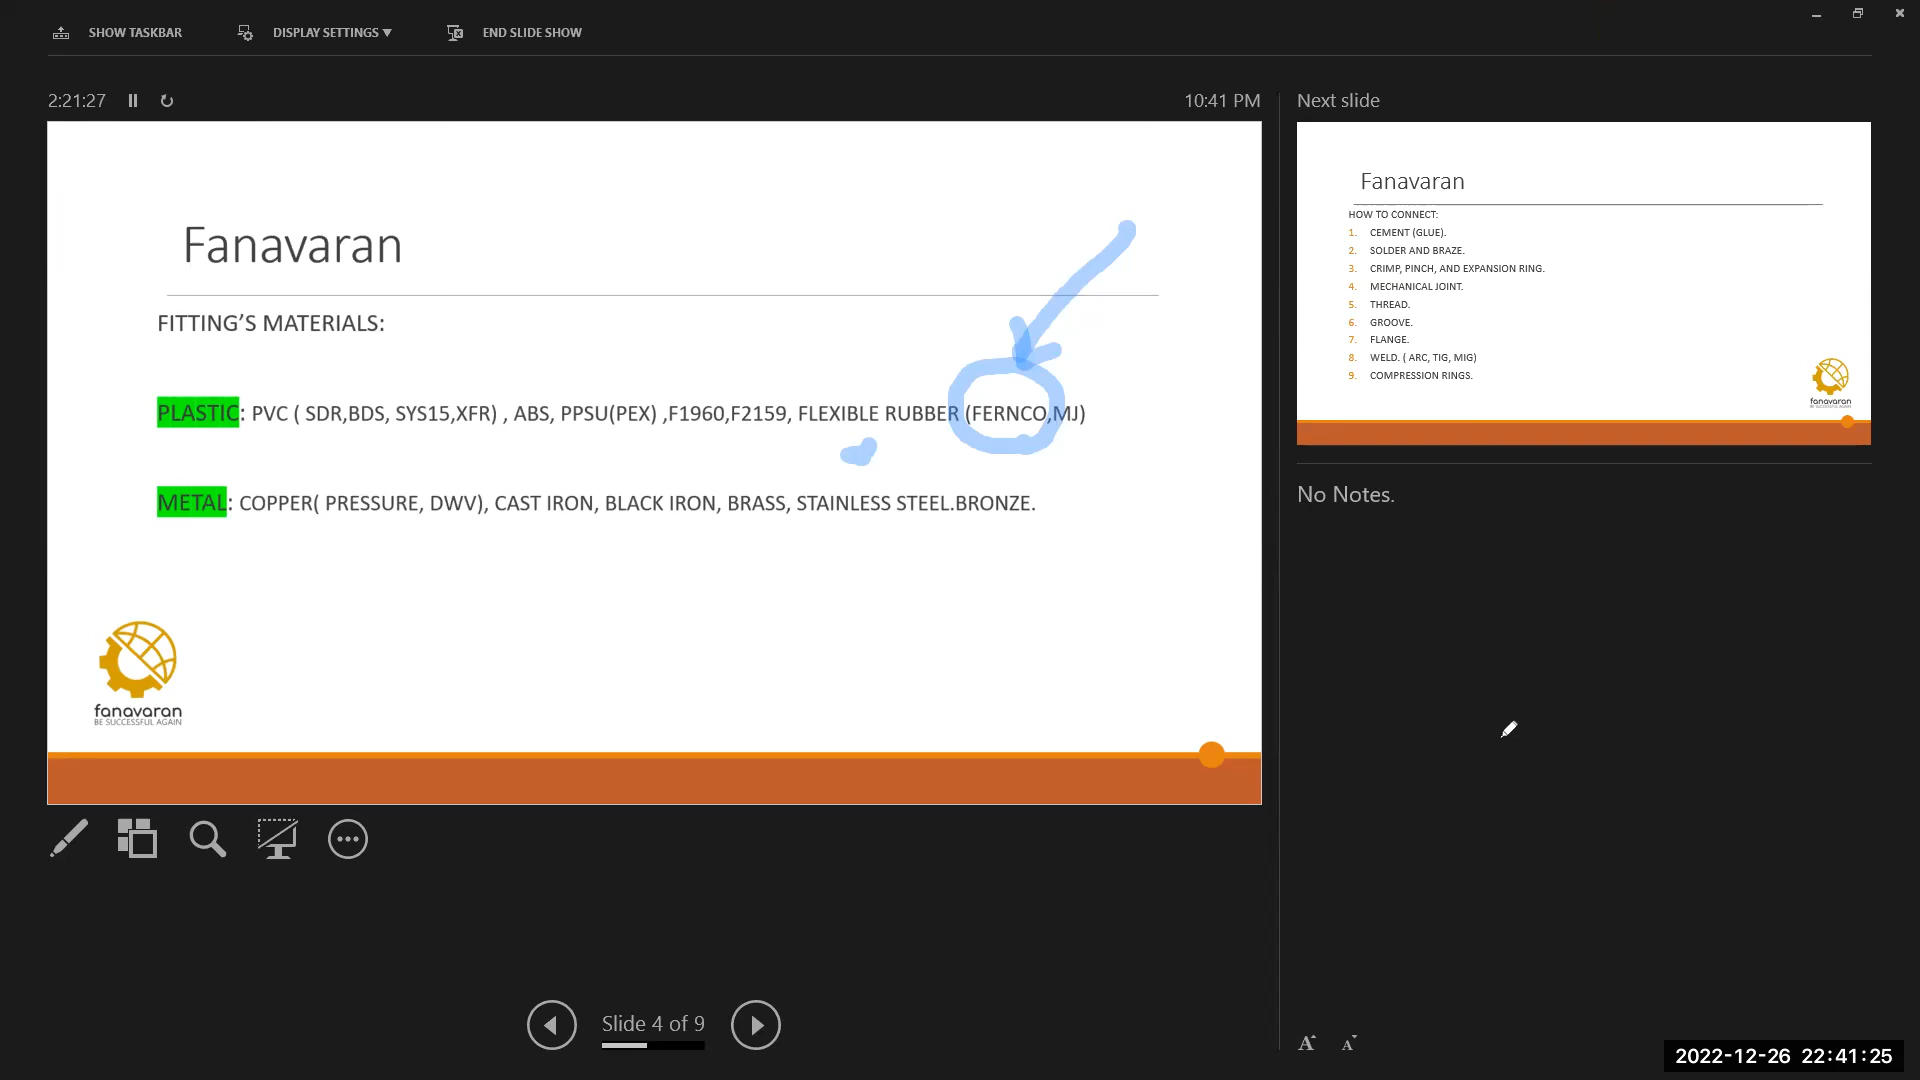 SHOW TASKBAR
DISPLAY SETTINGS ▼
END SLIDE SHOW
2:21:27
10:41 PM
Fanavaran
FITTING’S MATERIALS:
PLASTIC: PVC ( SDR,BDS, SYS15,XFR) , ABS, PPSU(PEX) ,F1960,F2159, FLEXIBLE RUBBER (FERNCO,MJ)
METAL: COPPER( PRESSURE, DWV), CAST IRON, BLACK IRON, BRASS, STAINLESS STEEL.BRONZE.
fanavaran
BE SUCCESSFUL AGAIN
Slide 4 of 9
Next slide
Fanavaran
HOW TO CONNECT:
1. CEMENT (GLUE).
2. SOLDER AND BRAZE.
3. CRIMP, PINCH, AND EXPANSION RING.
4. MECHANICAL JOINT.
5. THREAD.
6. GROOVE.
7. FLANGE.
8. WELD. ( ARC, TIG, MIG)
9. COMPRESSION RINGS.
fanavaran
BE SUCCESSFUL AGAIN
No Notes.
A A
2022-12-26 22:41:25